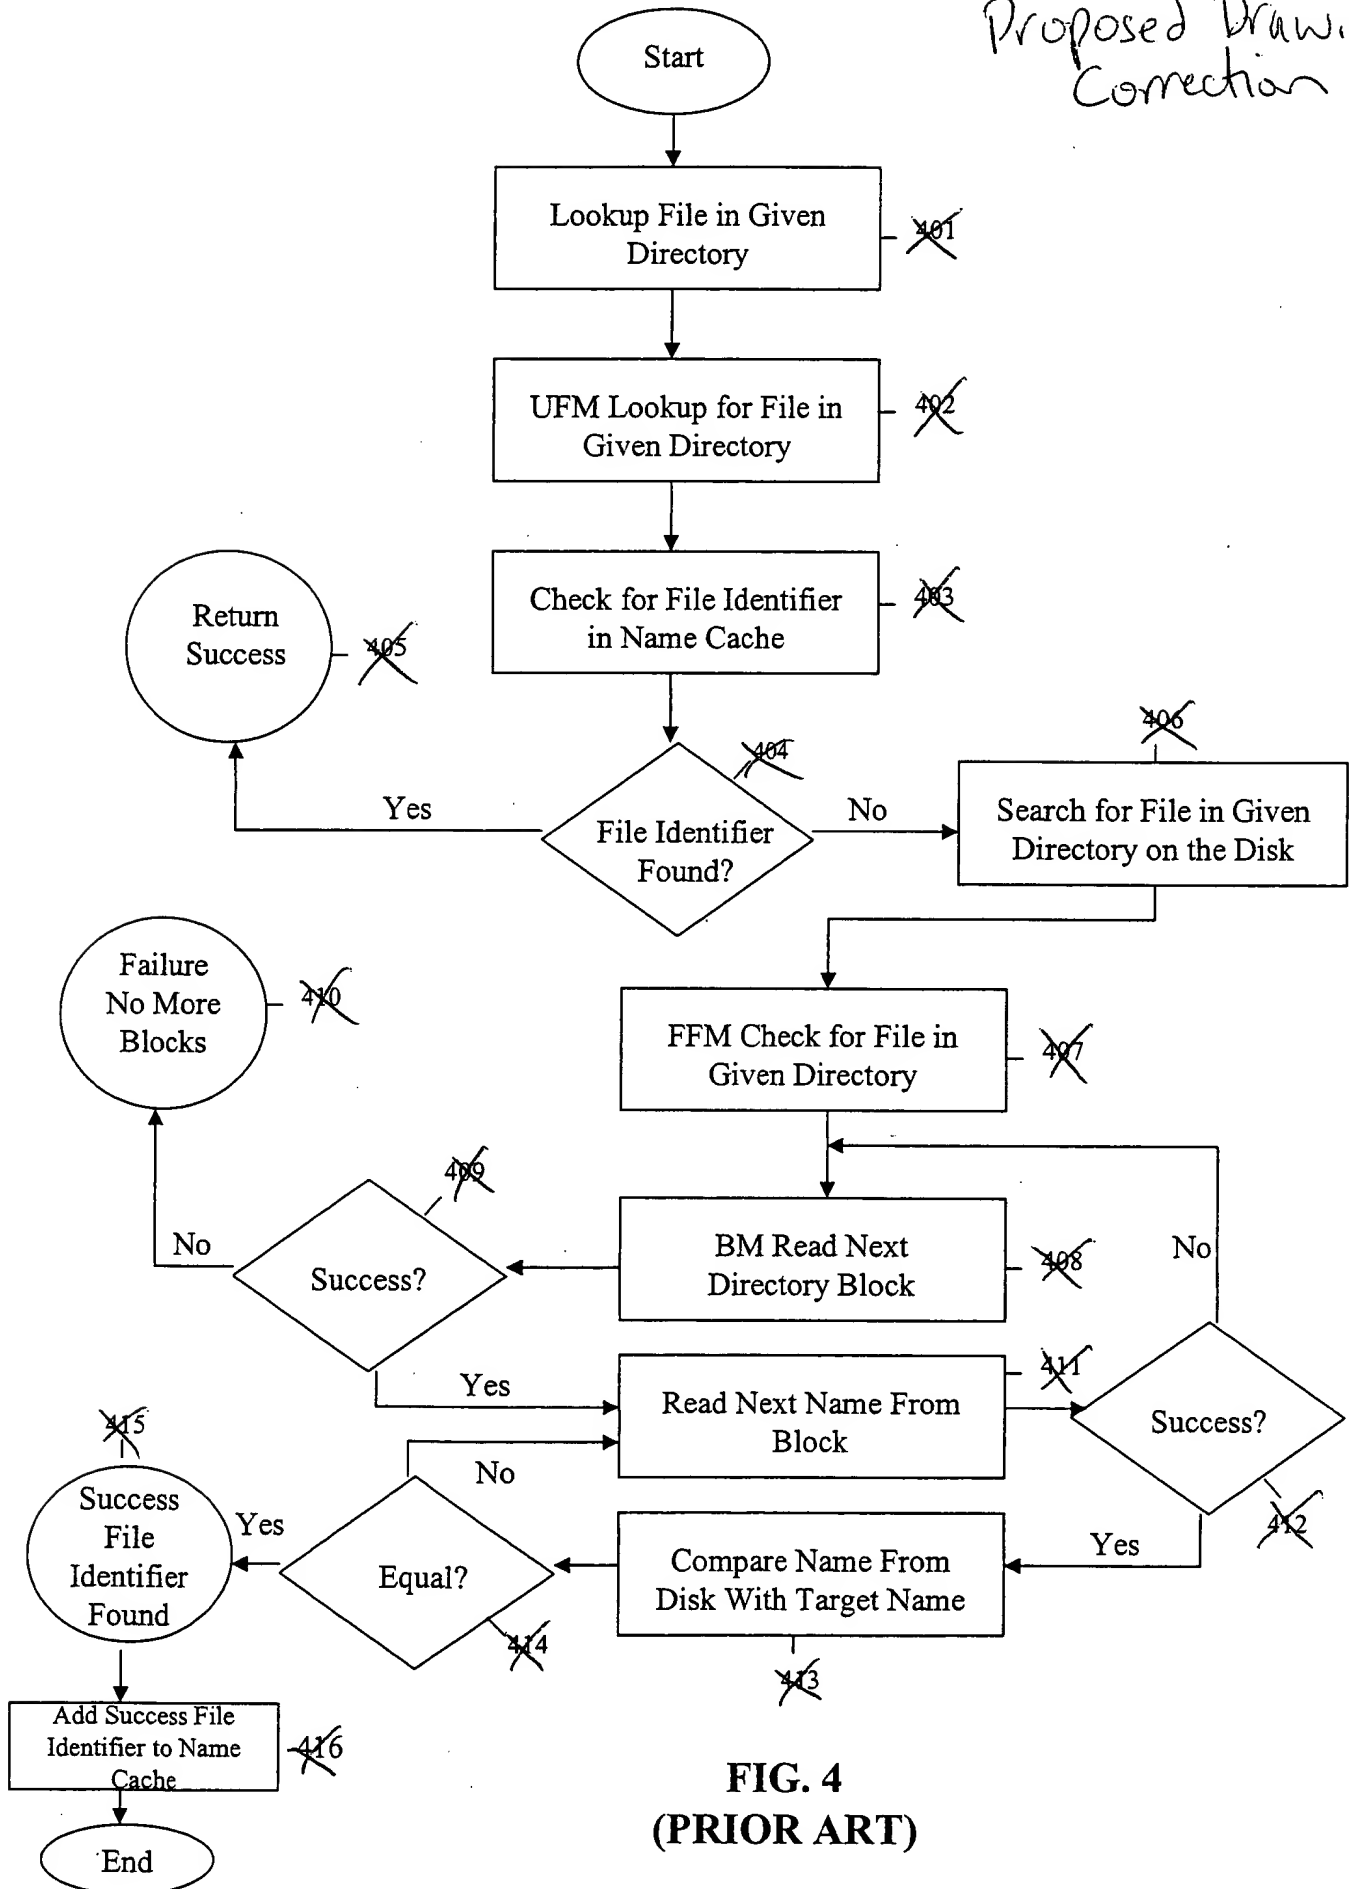 Proposed Draw.
Correction
Start
Lookup File in Given
Directory
401
UFM Lookup for File in
Given Directory
402
Check for File Identifier
in Name Cache
403
Return
Success
405
404
406
Yes
File Identifier
Found?
No
Search for File in Given
Directory on the Disk
Failure
No More
Blocks
410
FFM Check for File in
Given Directory
407
409
No
Success?
BM Read Next
Directory Block
408
No
Yes
Read Next Name From
Block
411
Success?
412
415
Success
File
Identifier
Found
Yes
No
Equal?
414
Compare Name From
Disk With Target Name
413
Yes
Add Success File
Identifier to Name
Cache
416
End
FIG. 4
(PRIOR ART)